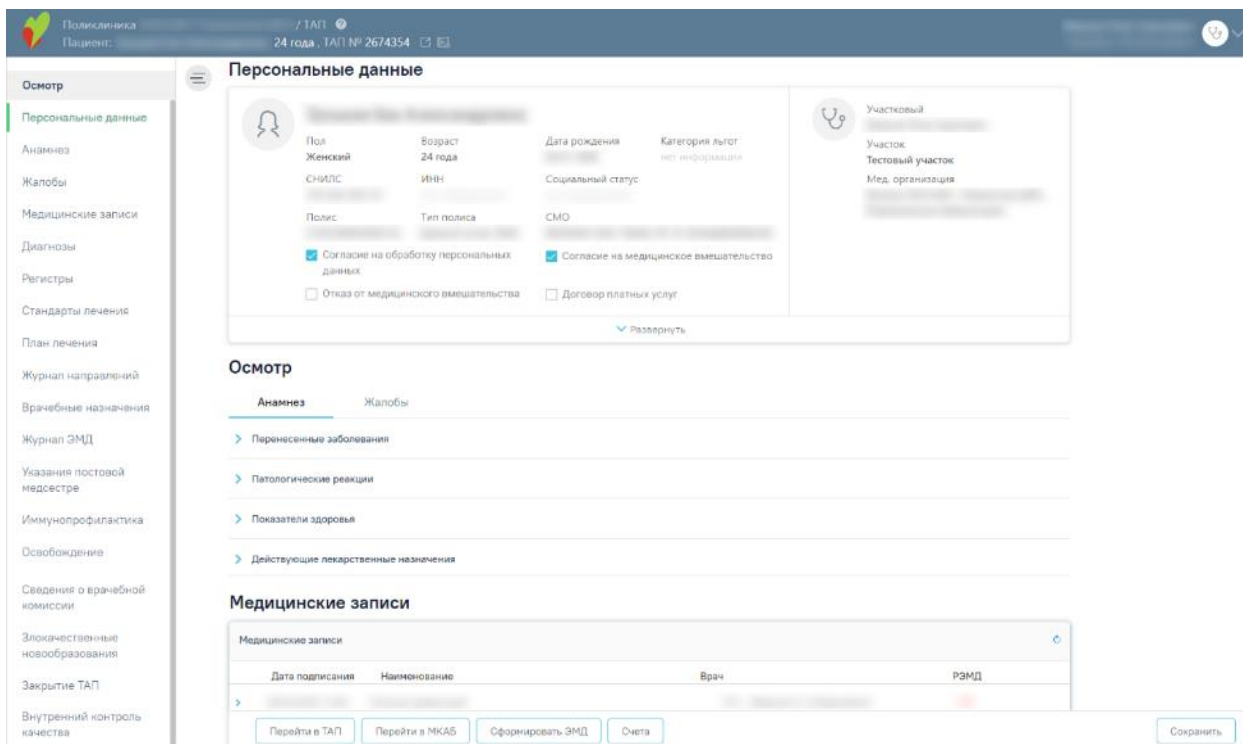 Поликлиника / ТАП
Пациент: 24 года , ТАП № 2674354
Осмотр
Персональные данные
Анамнез
Жалобы
Медицинские записи
Диагнозы
Регистры
Стандарты лечения
План лечения
Журнал направлений
Врачебные назначения
Журнал ЭМД
Указания постовой
медсестре
Иммунопрофилактика
Освобождение
Сведения о врачебной
комиссии
Злокачественные
новообразования
Закрытие ТАП
Внутренний контроль
качества
Персональные данные
Пол Возраст Дата рождения Категория льгот
Женский 24 года нет информации
СНИЛС ИНН Социальный статус
Полис Тип полиса СМО
Согласие на обработку персональных
данных
Согласие на медицинское вмешательство
Отказ от медицинского вмешательства
Договор платных услуг
Участковый
Участок
Тестовый участок
Мед. организация
Развернуть
Осмотр
Анамнез Жалобы
Перенесенные заболевания
Патологические реакции
Показатели здоровья
Действующие лекарственные назначения
Медицинские записи
Медицинские записи
Дата подписания Наименование Врач РЭМД
Перейти в ТАП Перейти в МКАБ Сформировать ЭМД Счета Сохранить